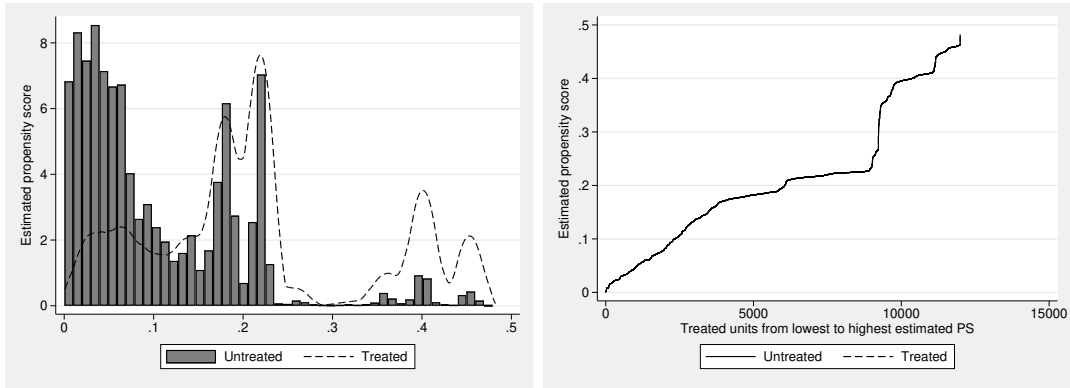 Estimated propensity score
8
6
4
2
0
0 .1 .2 .3 .4 .5
Untreated Treated
Estimated propensity score
.5
.4
.3
.2
.1
0
0 5000 10000 15000
Treated units from lowest to highest estimated PS
Untreated Treated